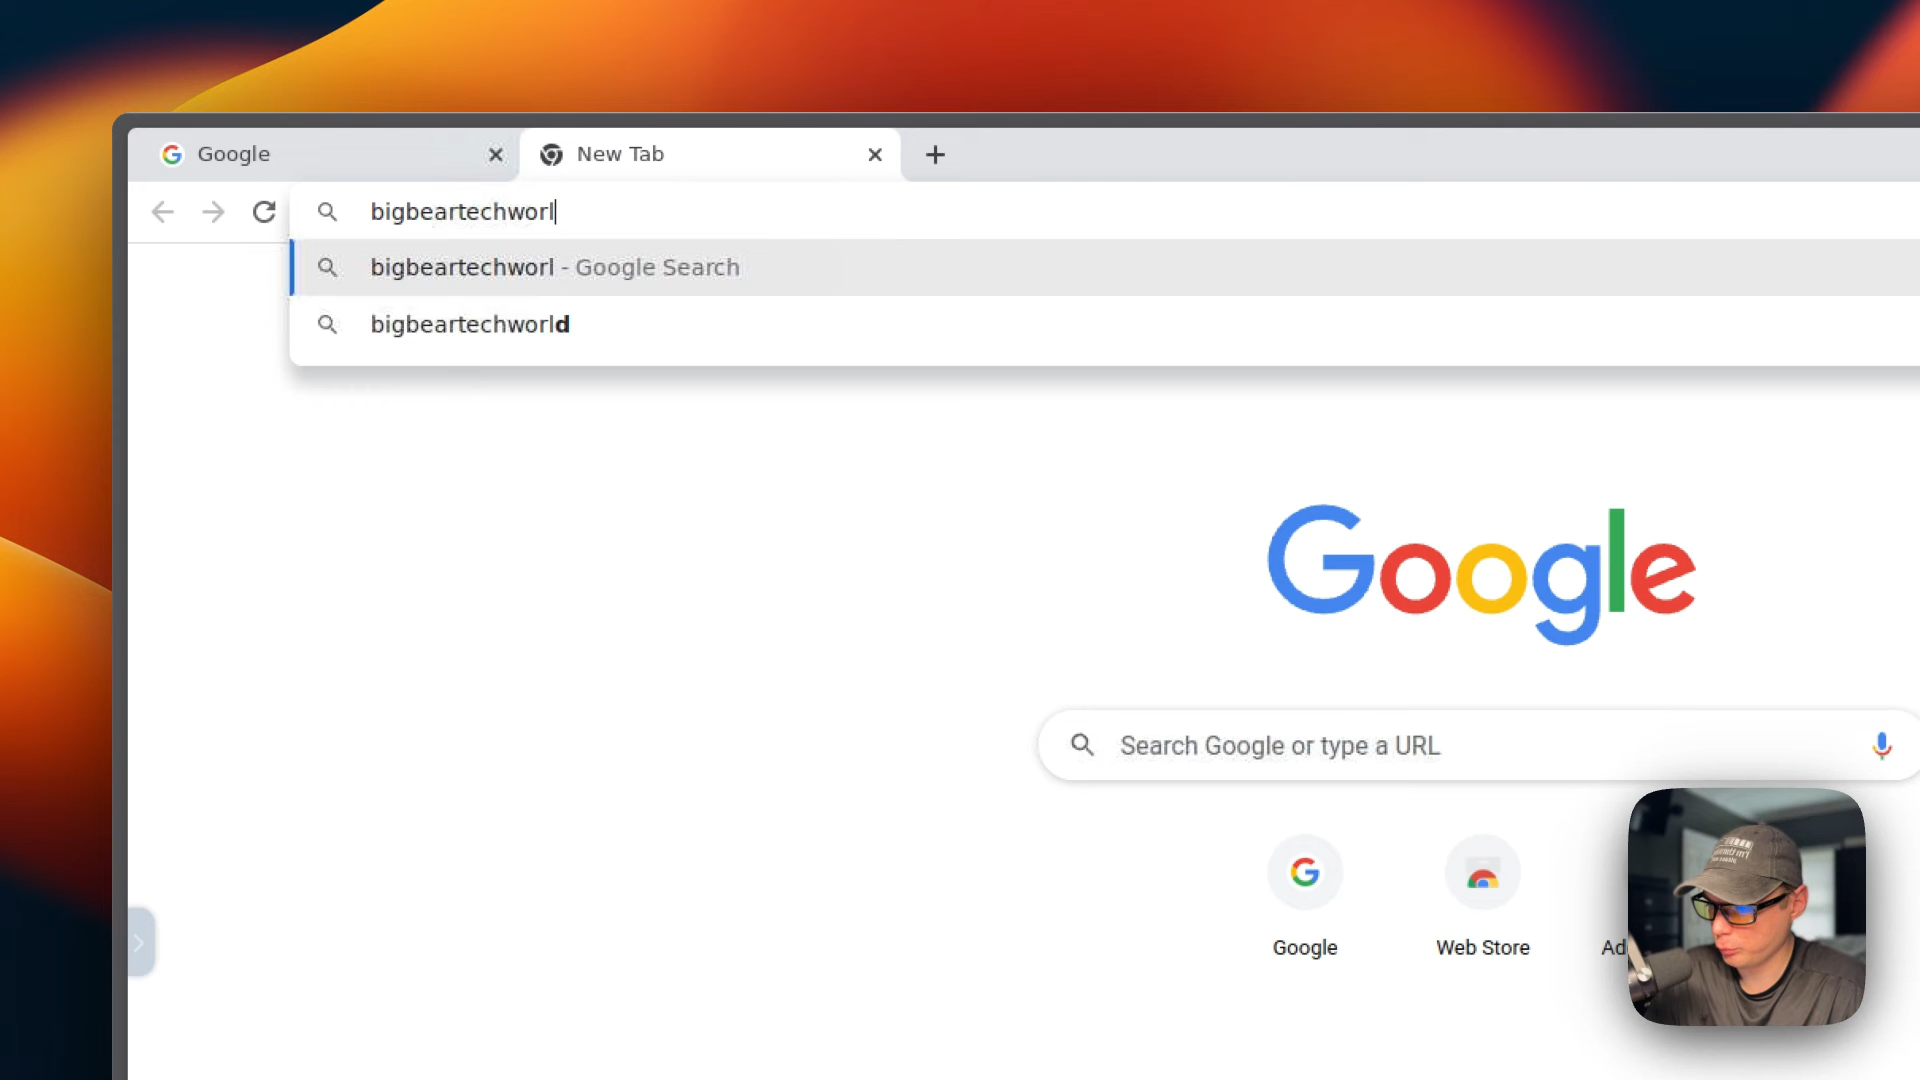 Google
New Tab
bigbeartechworl
bigbeartechworl - Google Search
bigbeartechworld
Google
Search Google or type a URL
Google
Web Store
Ad